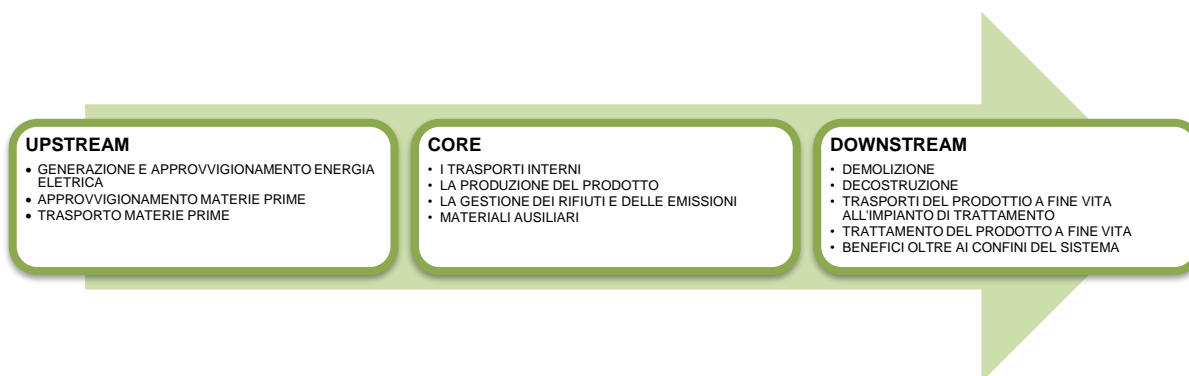 UPSTREAM
• GENERAZIONE E APPROVVIGIONAMENTO ENERGIA
ELETRICA
• APPROVVIGIONAMENTO MATERIE PRIME
• TRASPORTO MATERIE PRIME
CORE
• I TRASPORTI INTERNI
• LA PRODUZIONE DEL PRODOTTO
• LA GESTIONE DEI RIFIUTI E DELLE EMISSIONI
• MATERIALI AUSILIARI
DOWNSTREAM
• DEMOLIZIONE
• DECOSTRUZIONE
• TRASPORTI DEL PRODOTTIO A FINE VITA
ALL'IMPIANTO DI TRATTAMENTO
• TRATTAMENTO DEL PRODOTTO A FINE VITA
• BENEFICI OLTRE AI CONFINI DEL SISTEMA